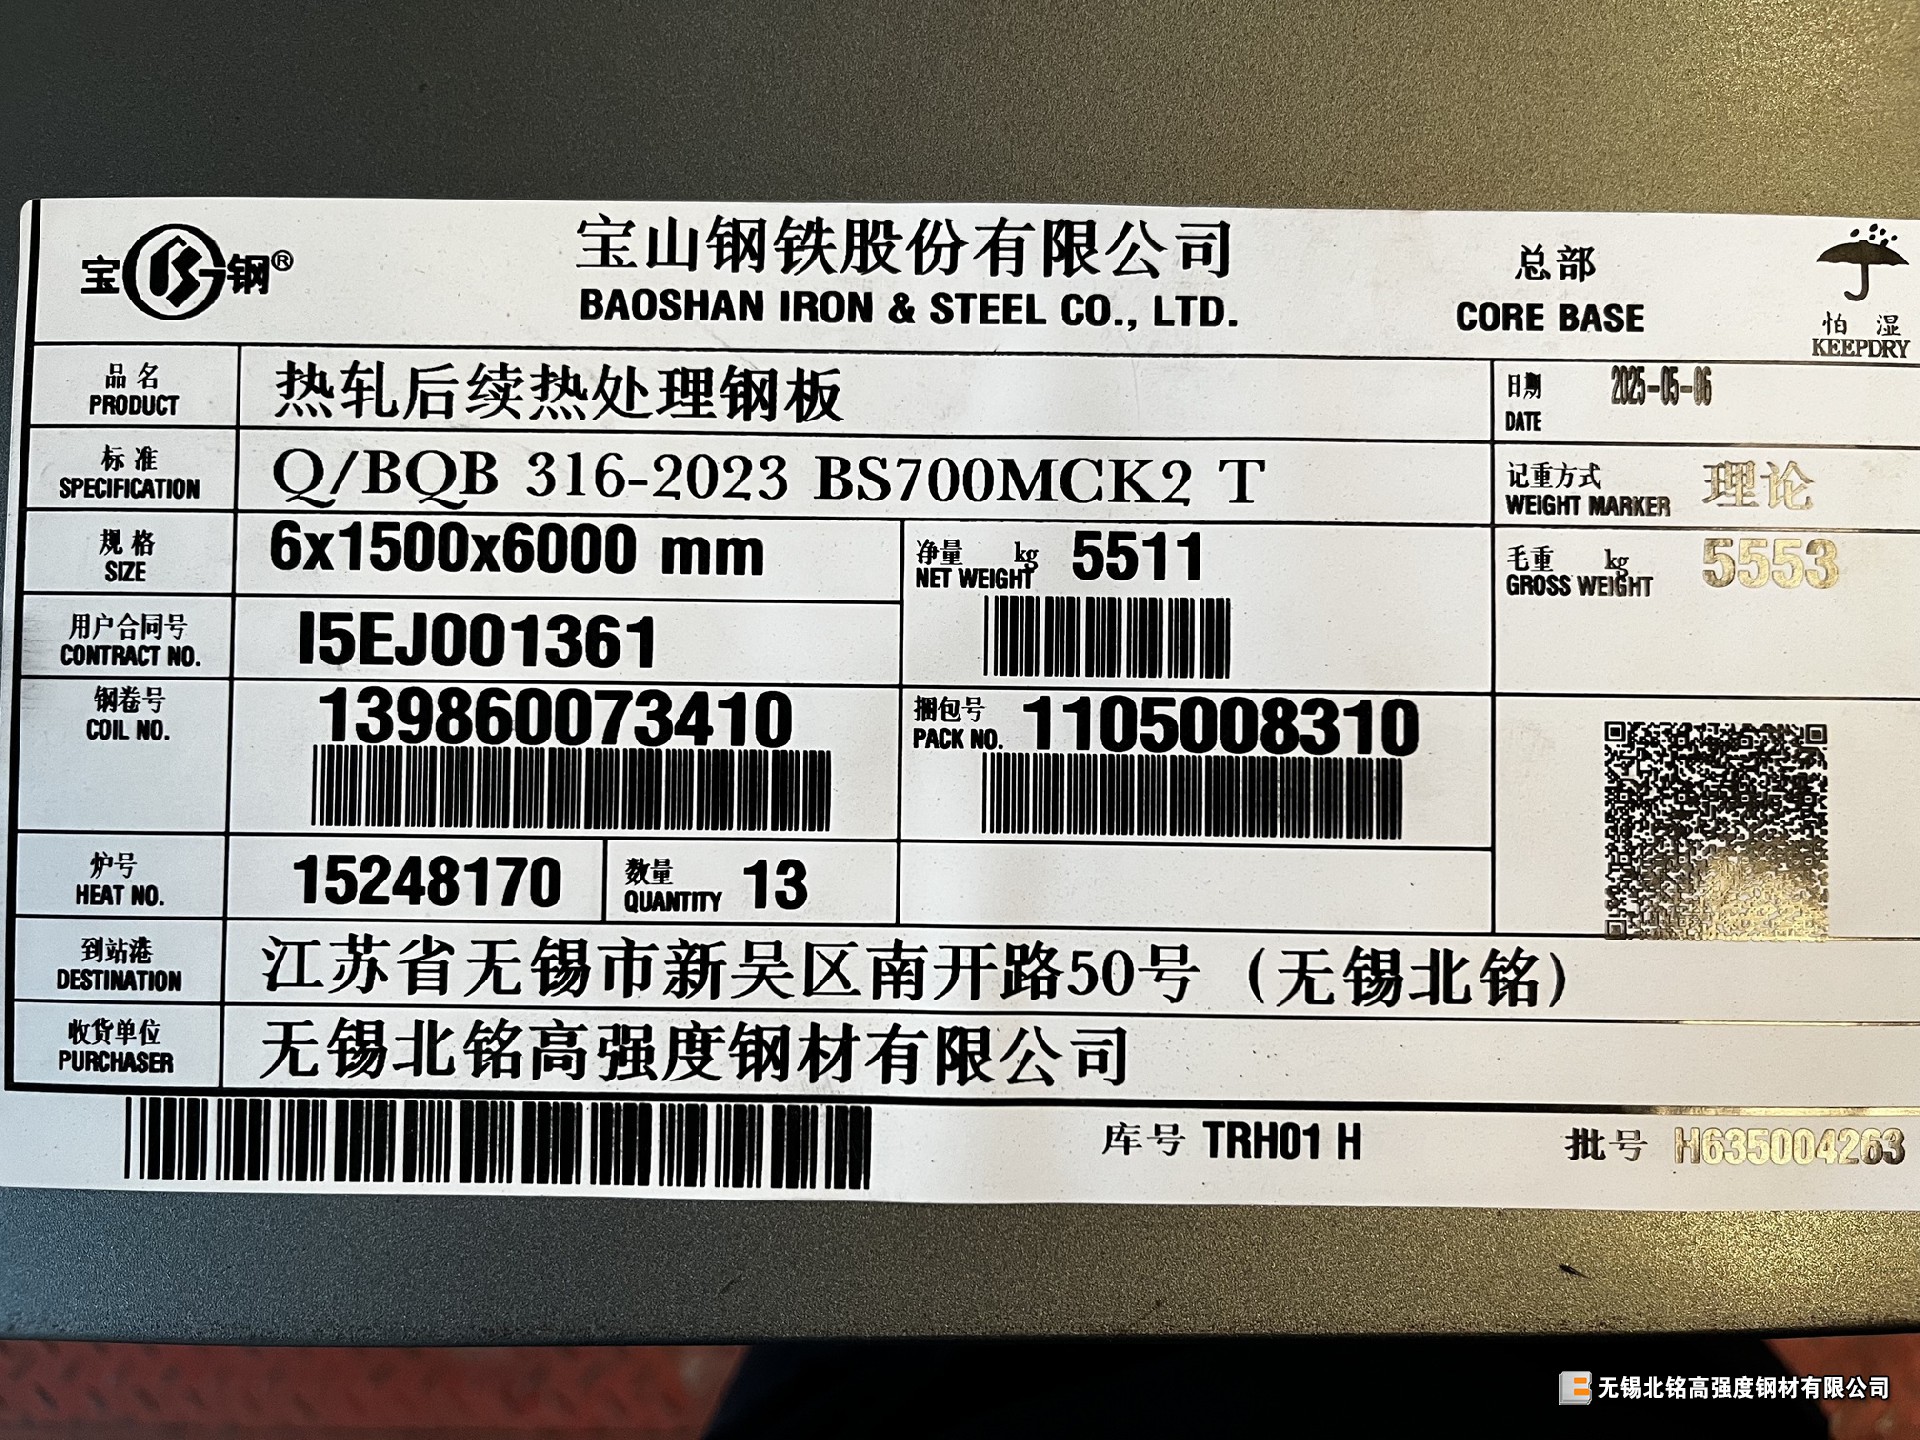 宝钢®
宝山钢铁股份有限公司
BAOSHAN IRON & STEEL CO., LTD.
总部
CORE BASE
怕 湿
KEEPDRY
品名
PRODUCT
热轧后续热处理钢板
日期
DATE
2025-05-06
标准
SPECIFICATION
Q/BQB 316-2023 BS700MCK2 T
记重方式
WEIGHT MARKER
理论
规格
SIZE
6x1500x6000 mm
净量 kg
NET WEIGHT
5511
毛重 kg
GROSS WEIGHT
5553
用户合同号
CONTRACT NO.
I5EJ001361
钢卷号
COIL NO.
139860073410
捆包号
PACK NO.
1105008310
炉号
HEAT NO.
15248170
数量
QUANTITY
13
到站港
DESTINATION
江苏省无锡市新吴区南开路50号 (无锡北铭)
收货单位
PURCHASER
无锡北铭高强度钢材有限公司
库号 TRH01 H
批号 H635004263
无锡北铭高强度钢材有限公司